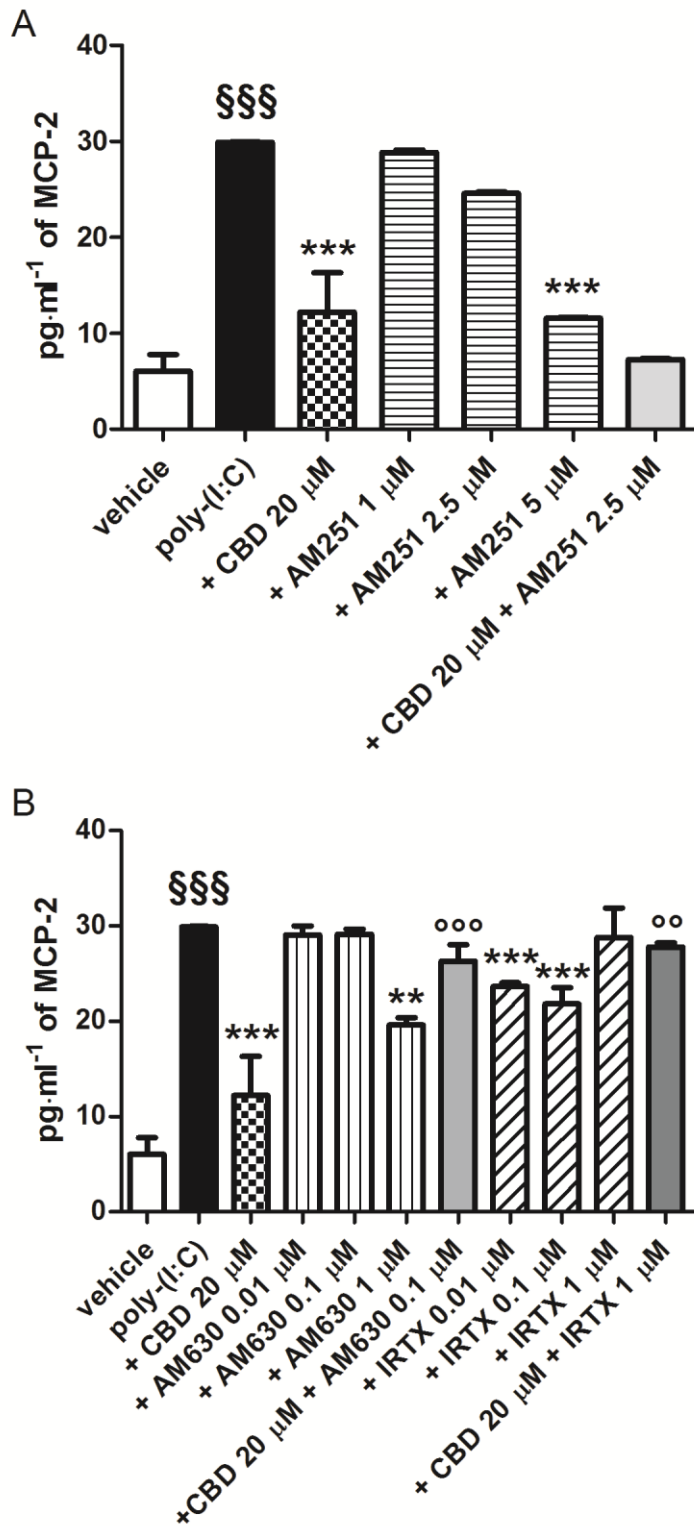 A
pg·ml⁻¹ of MCP-2
40
30
20
10
0
§§§
***
***
vehicle
poly-(I:C)
+ CBD 20 μM
+ AM251 1 μM
+ AM251 2.5 μM
+ AM251 5 μM
+ CBD 20 μM + AM251 2.5 μM
B
pg·ml⁻¹ of MCP-2
40
30
20
10
0
§§§
***
**
°°°
***
***
°°
vehicle
poly-(I:C)
+ CBD 20 μM
+ AM630 0.01 μM
+ AM630 0.1 μM
+ AM630 1 μM
+CBD 20 μM + AM630 0.1 μM
+ IRTX 0.01 μM
+ IRTX 0.1 μM
+ IRTX 1 μM
+ CBD 20 μM + IRTX 1 μM